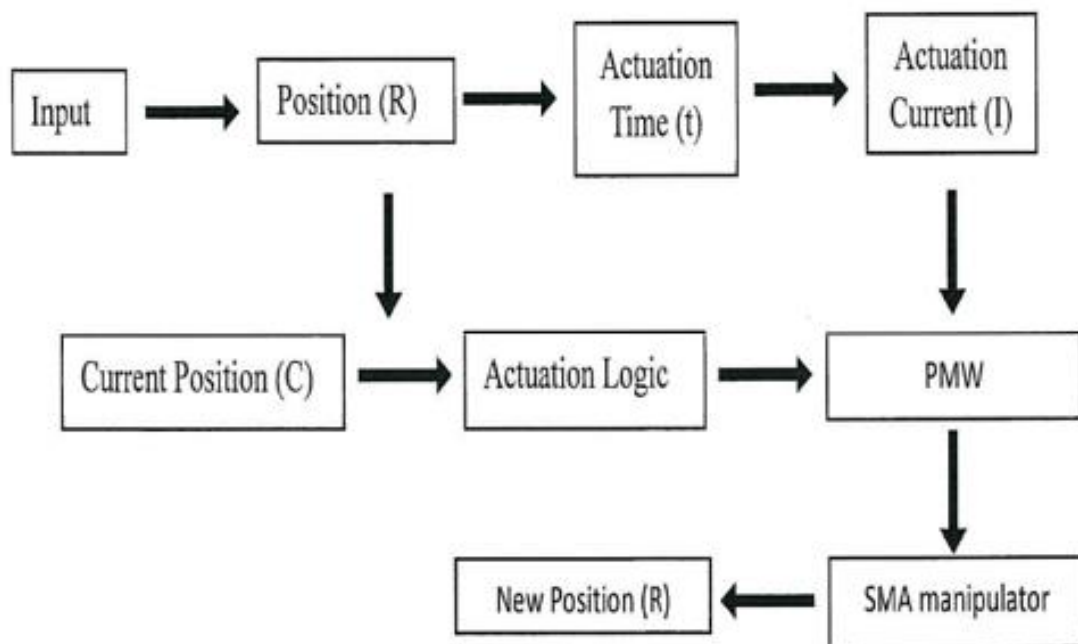 Input
Position (R)
Actuation
Time (t)
Actuation
Current (I)
Current Position (C)
Actuation Logic
PMW
New Position (R)
SMA manipulator